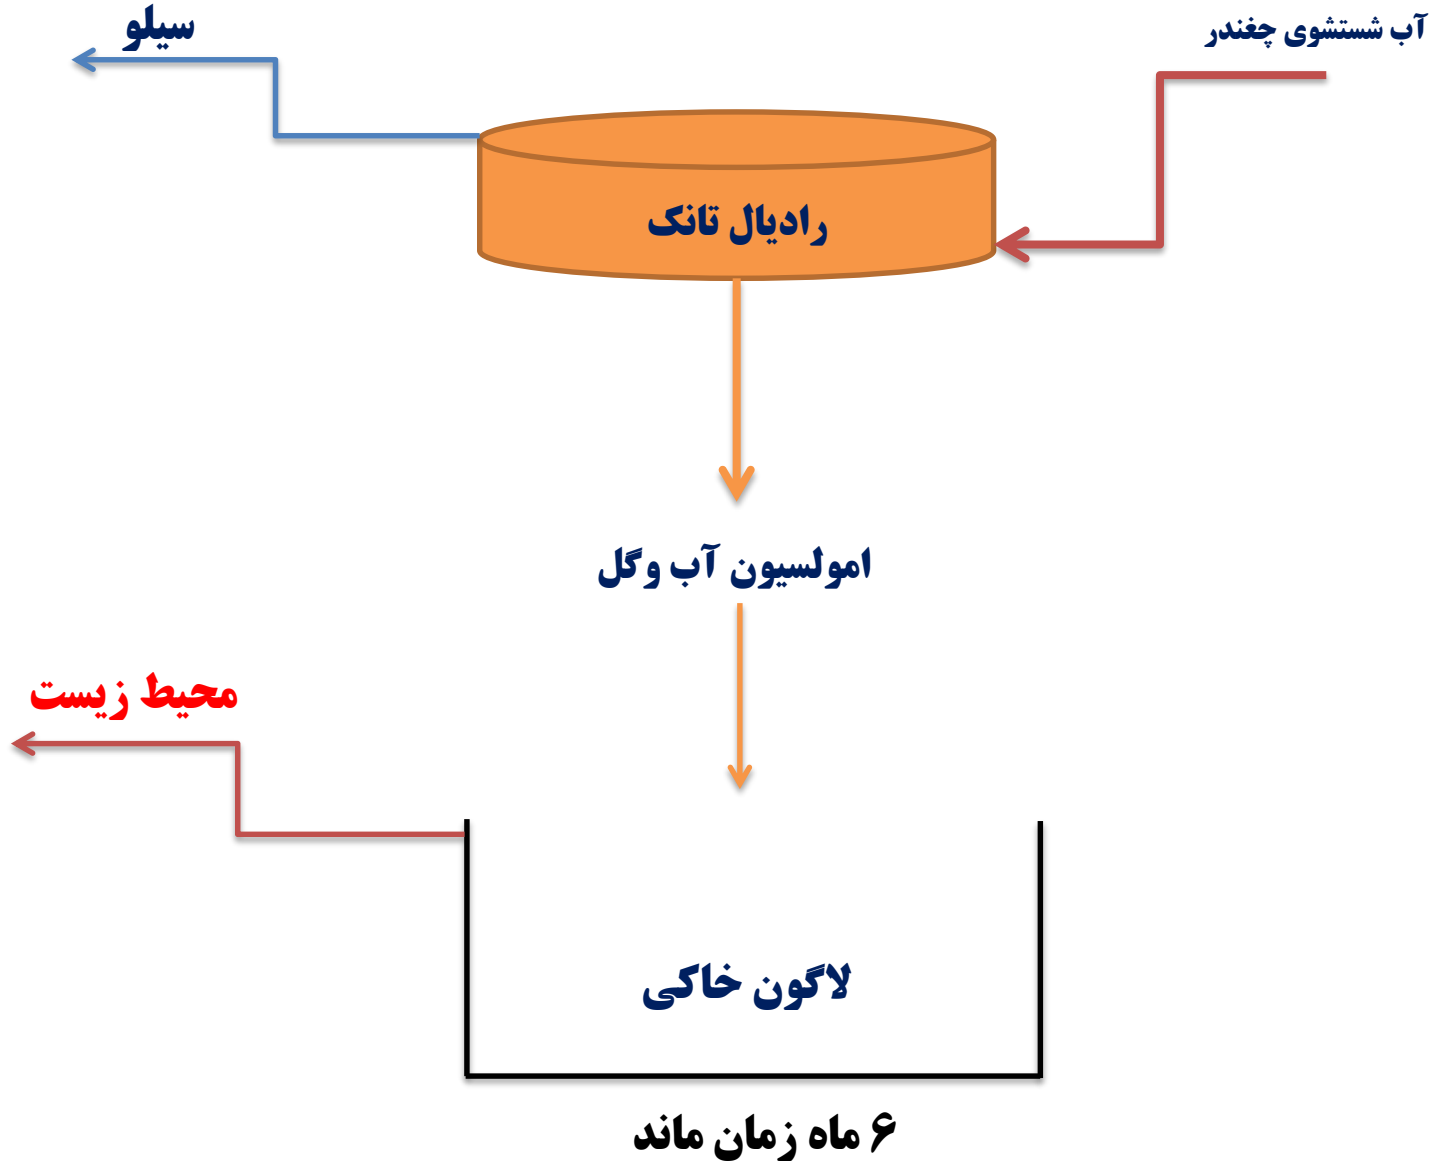 آب شستشوی چغندر
سیلو
رادیال تانک
امولسیون آب وگل
محیط زیست
لاگون خاکی
۶ ماه زمان ماند